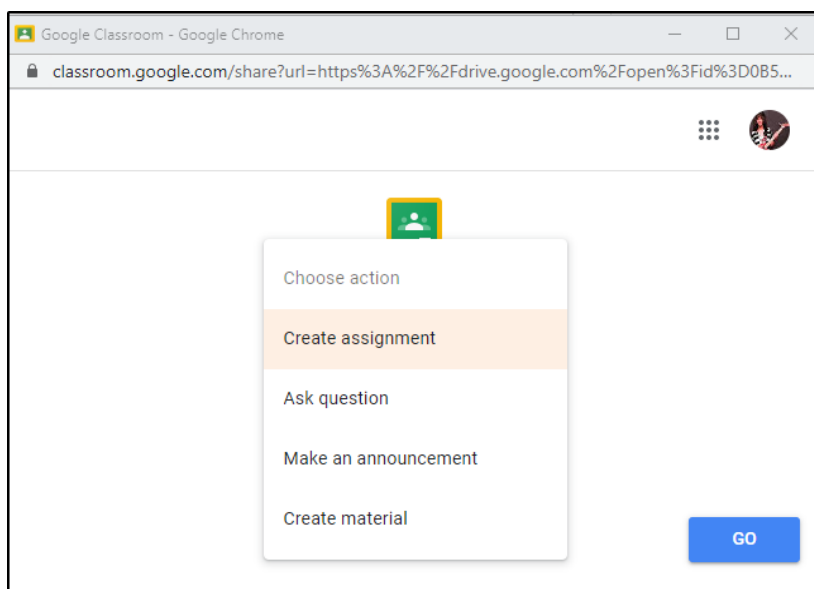 Google Classroom - Google Chrome
classroom.google.com/share?url=https%3A%2F%2Fdrive.google.com%2Fopen%3Fid%3D0B5...
Choose action
Create assignment
Ask question
Make an announcement
Create material
GO